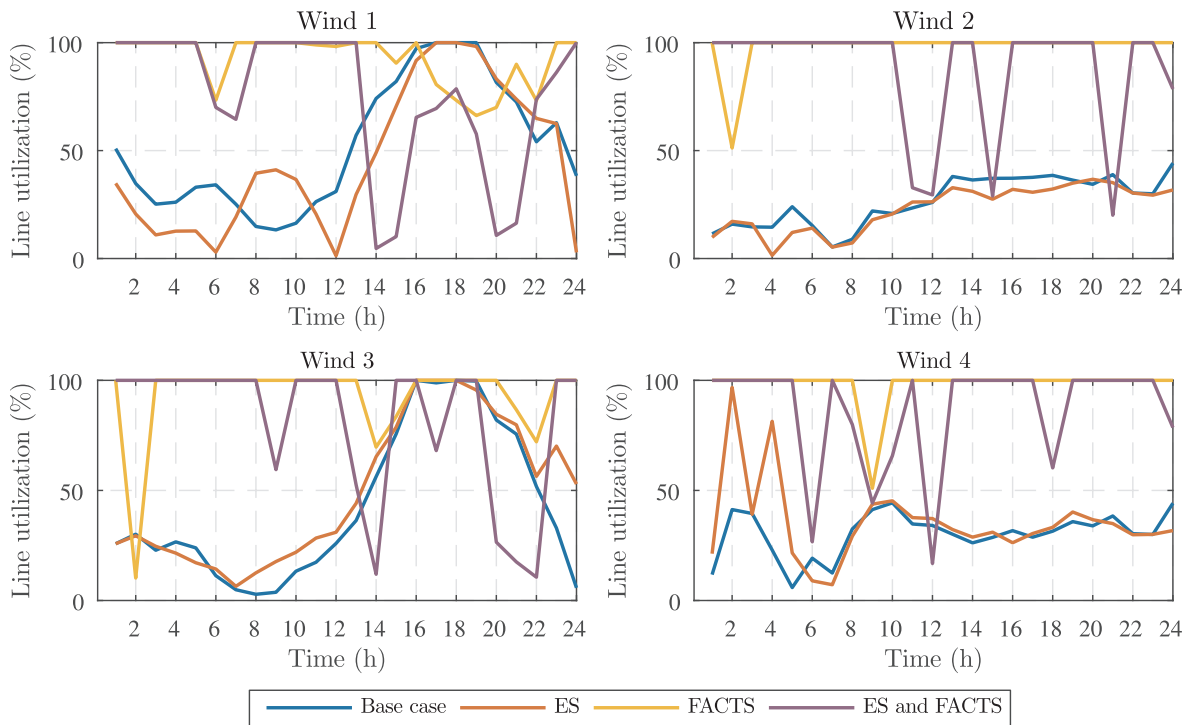 Wind 1
Wind 2
Line utilization (%)
100
50
0
2 4 6 8 10 12 14 16 18 20 22 24
Time (h)
Line utilization (%)
100
50
0
2 4 6 8 10 12 14 16 18 20 22 24
Time (h)
Wind 3
Wind 4
Line utilization (%)
100
50
0
2 4 6 8 10 12 14 16 18 20 22 24
Time (h)
Line utilization (%)
100
50
0
2 4 6 8 10 12 14 16 18 20 22 24
Time (h)
Base case ES FACTS ES and FACTS